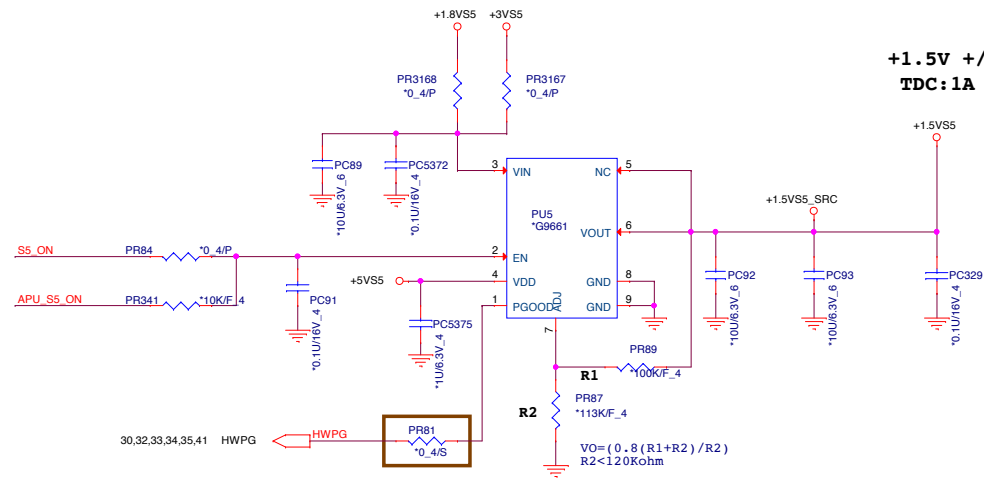 +1.8VS5
+3VS5
+1.5V +/
TDC:1A
PR3168
*0_4/P
PR3167
*0_4/P
+1.5VS5
PC89
*10U/6.3V_6
PC5372
*0.1U/16V_4
3
VIN
NC
5
PU5
*G9661
+1.5VS5_SRC
VOUT
6
S5_ON
PR84
*0_4/P
2
EN
+5VS5
4
VDD
GND
8
PC92
*10U/6.3V_6
PC93
*10U/6.3V_6
PC329
*0.1U/16V_4
APU_S5_ON
PR341
*10K/F_4
PC91
*0.1U/16V_4
1
PGOOD
ADJ
GND
9
PC5375
*1U/6.3V_4
7
PR89
R1
*100K/F_4
PR87
R2
*113K/F_4
30,32,33,34,35,41
HWPG
HWPG
PR81
*0_4/S
VO=(0.8(R1+R2)/R2)
R2<120Kohm